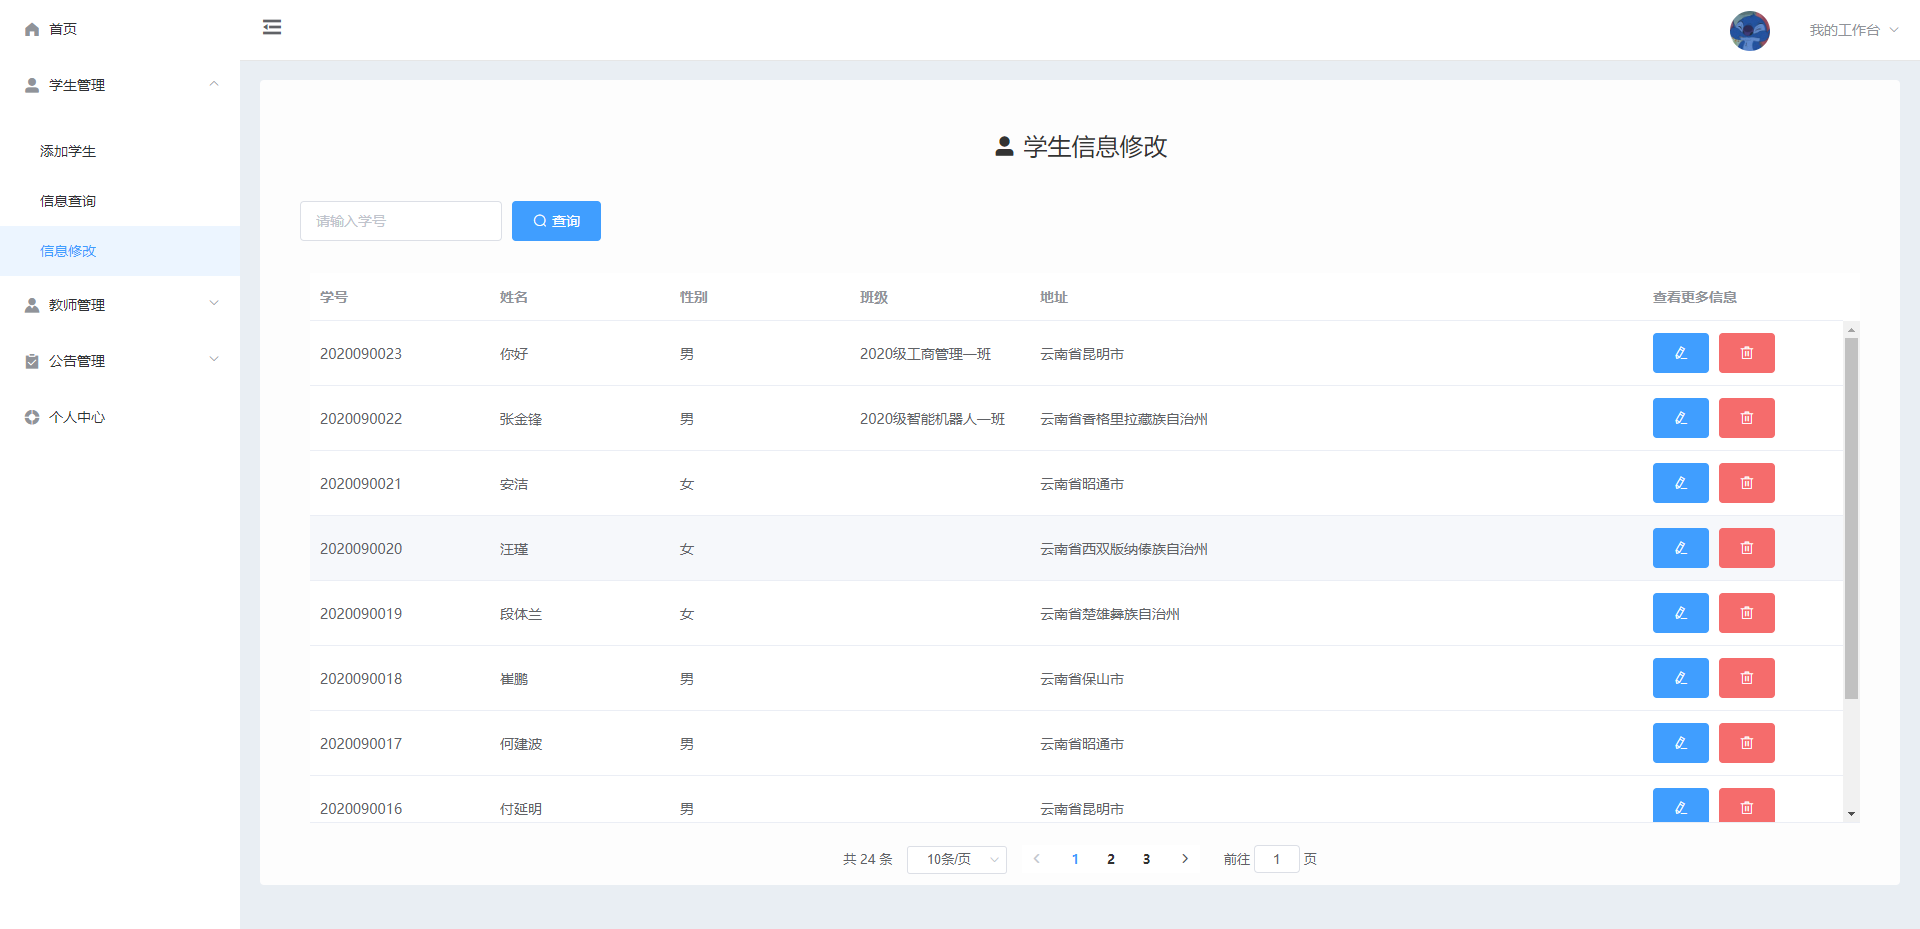 首页
学生管理
添加学生
信息查询
信息修改
教师管理
公告管理
个人中心
我的工作台
学生信息修改
请输入学号 查询
学号 姓名 性别 班级 地址 查看更多信息
2020090023 你好 男 2020级工商管理一班 云南省昆明市
2020090022 张金锋 男 2020级智能机器人一班 云南省香格里拉藏族自治州
2020090021 安洁 女 云南省昭通市
2020090020 汪瑾 女 云南省西双版纳傣族自治州
2020090019 段体兰 女 云南省楚雄彝族自治州
2020090018 崔鹏 男 云南省保山市
2020090017 何建波 男 云南省昭通市
2020090016 付延明 男 云南省昆明市
共 24 条 10条/页 1 2 3 前往 1 页